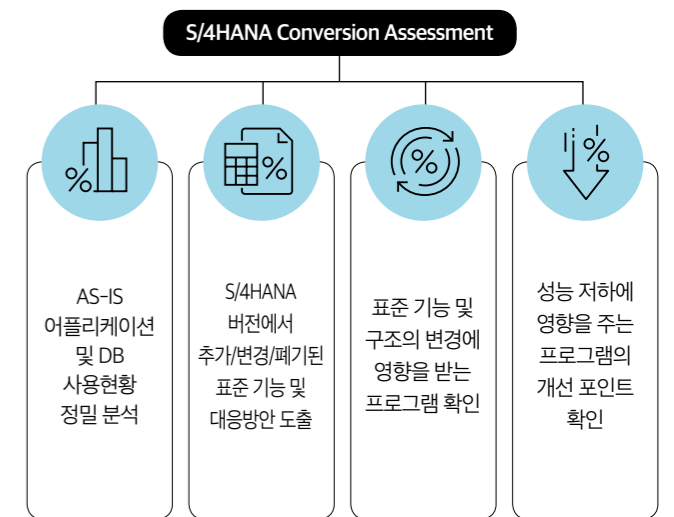 S/4HANA Conversion Assessment
AS-IS
어플리케이션
및 DB
사용현황
정밀 분석
S/4HANA
버전에서
추가/변경/폐기된
표준 기능 및
대응방안 도출
표준 기능 및
구조의 변경에
영향을 받는
프로그램 확인
성능 저하에
영향을 주는
프로그램의
개선 포인트
확인